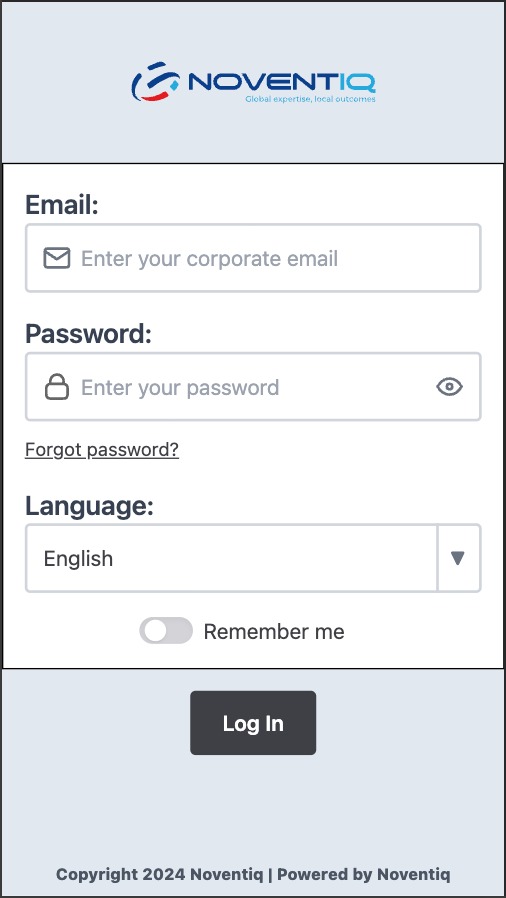 NOVENTIQ
Global expertise, local outcomes
Email:
Enter your corporate email
Password:
Enter your password
Forgot password?
Language:
English
Remember me
Log In
Copyright 2024 Noventiq | Powered by Noventiq